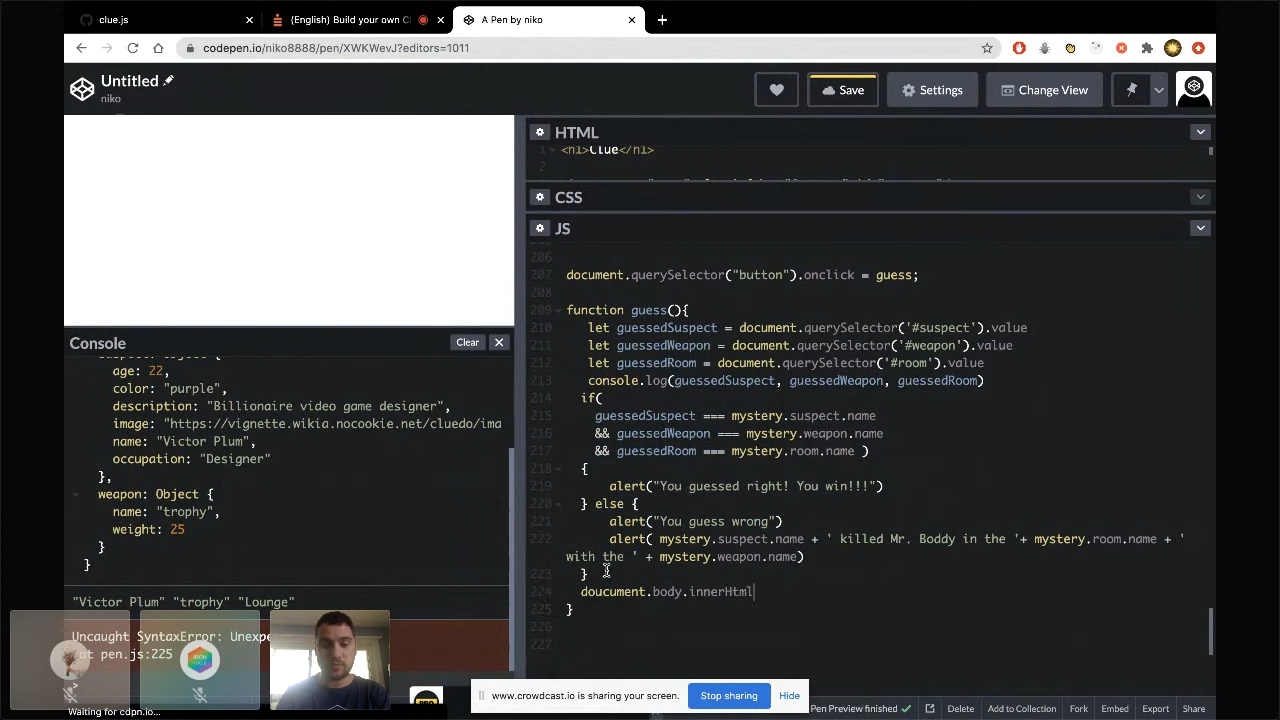 clue.js
(English) Build your own Cl
A Pen by niko
codepen.io/niko8888/pen/XWKWevJ?editors=1011
Untitled
niko
Save
Settings
Change View
HTML
1 <h1>Clue</h1>
2
CSS
JS
206
207 document.querySelector("button").onclick = guess;
208
209 function guess(){
210 let guessedSuspect = document.querySelector('#suspect').value
211 let guessedWeapon = document.querySelector('#weapon').value
212 let guessedRoom = document.querySelector('#room').value
213 console.log(guessedSuspect, guessedWeapon, guessedRoom)
214 if(
215 guessedSuspect === mystery.suspect.name
216 && guessedWeapon === mystery.weapon.name
217 && guessedRoom === mystery.room.name )
218 {
219 alert("You guessed right! You win!!!")
220 } else {
221 alert("You guess wrong")
222 alert( mystery.suspect.name + ' killed Mr. Boddy in the '+ mystery.room.name + '
with the ' + mystery.weapon.name)
223 }
224 doucument.body.innerHtml
225 }
226
227
Console
Clear
suspect: Object {
age: 22,
color: "purple",
description: "Billionaire video game designer",
image: "https://vignette.wikia.nocookie.net/cluedo/ima
name: "Victor Plum",
occupation: "Designer"
},
weapon: Object {
name: "trophy",
weight: 25
}
}
"Victor Plum" "trophy" "Lounge"
Uncaught SyntaxError: Unexpe
at pen.js:225
IRON
HACK
PRO
www.crowdcast.io is sharing your screen.
Stop sharing
Hide
Waiting for cdpn.io...
Pen Preview finished
Delete
Add to Collection
Fork
Embed
Export
Share